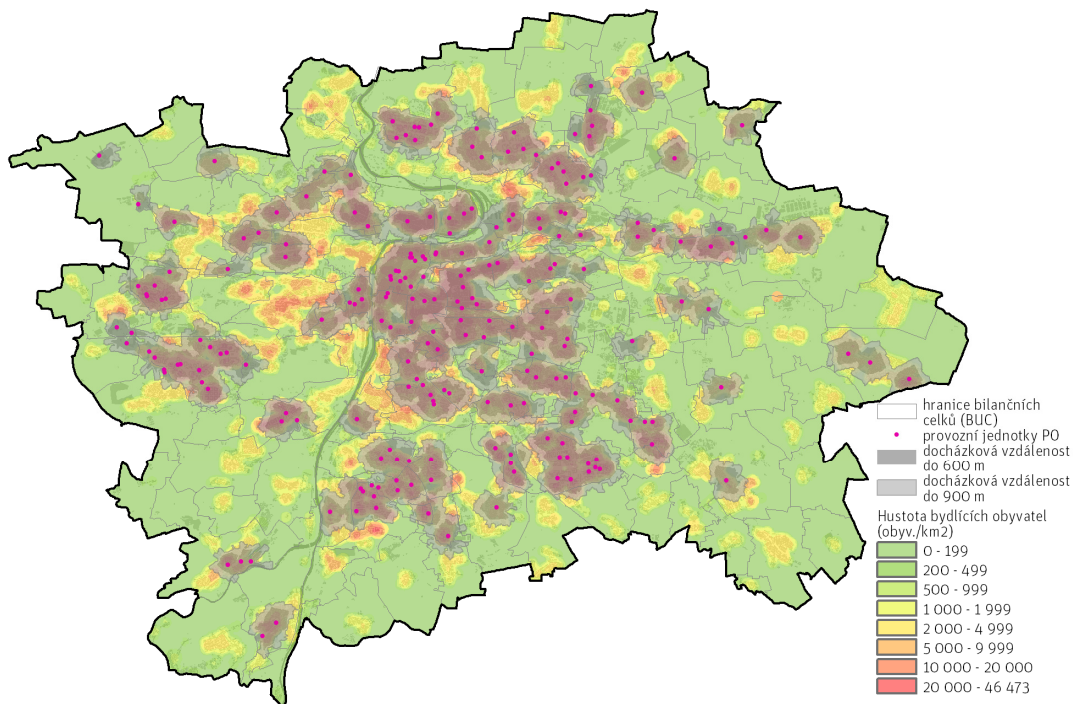 hranice bilančních
celků (BUC)
provozní jednotky PO
docházková vzdálenost
do 600 m
docházková vzdálenost
do 900 m
Hustota bydlících obyvatel
(obyv./km2)
0 - 199
200 - 499
500 - 999
1 000 - 1 999
2 000 - 4 999
5 000 - 9 999
10 000 - 20 000
20 000 - 46 473